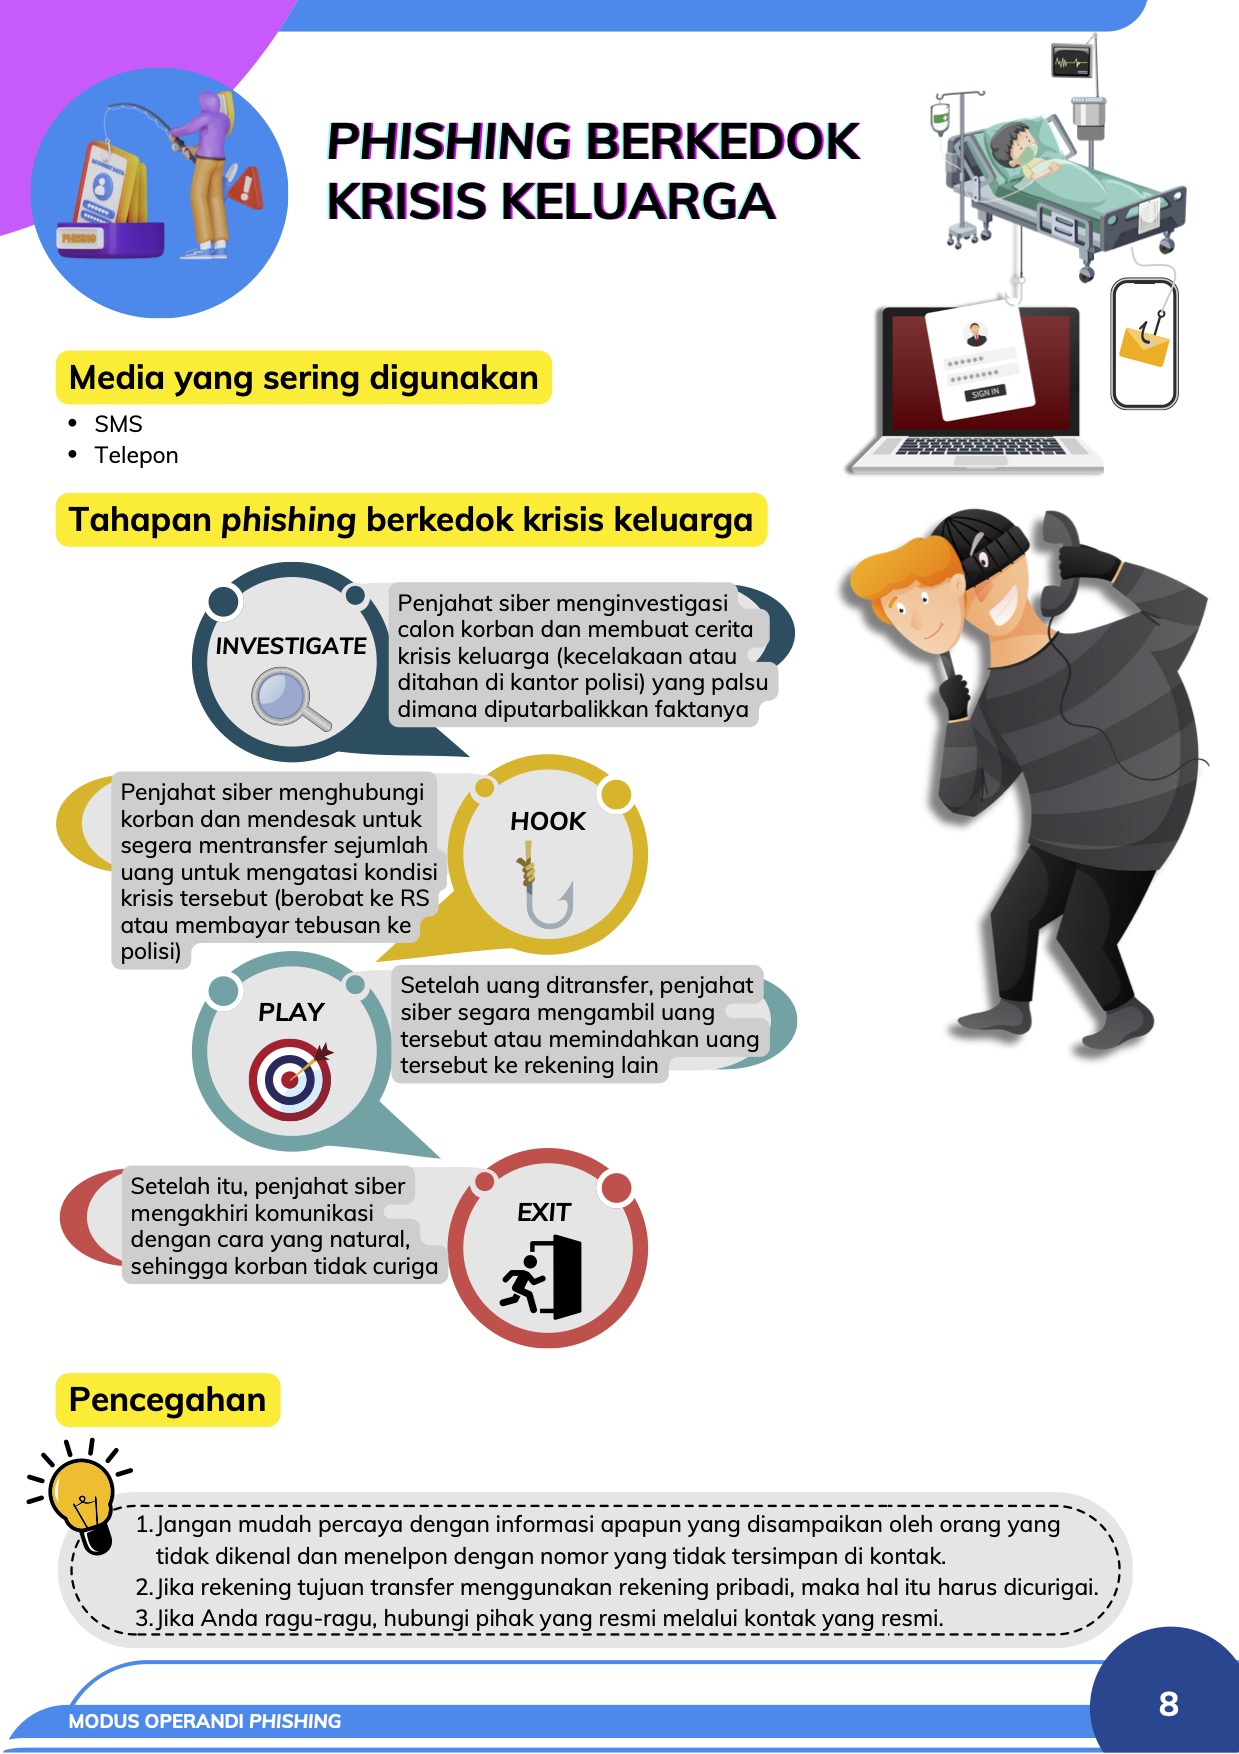 ACCOUNT DATA
PHISING
PHISHING BERKEDOK
KRISIS KELUARGA
SIGN IN
Media yang sering digunakan
• SMS
• Telepon
Tahapan phishing berkedok krisis keluarga
INVESTIGATE
Penjahat siber menginvestigasi
calon korban dan membuat cerita
krisis keluarga (kecelakaan atau
ditahan di kantor polisi) yang palsu
dimana diputarbalikkan faktanya
Penjahat siber menghubungi
korban dan mendesak untuk
segera mentransfer sejumlah
uang untuk mengatasi kondisi
krisis tersebut (berobat ke RS
atau membayar tebusan ke
polisi)
HOOK
PLAY
Setelah uang ditransfer, penjahat
siber segara mengambil uang
tersebut atau memindahkan uang
tersebut ke rekening lain
Setelah itu, penjahat siber
mengakhiri komunikasi
dengan cara yang natural,
sehingga korban tidak curiga
EXIT
Pencegahan
1. Jangan mudah percaya dengan informasi apapun yang disampaikan oleh orang yang
tidak dikenal dan menelpon dengan nomor yang tidak tersimpan di kontak.
2. Jika rekening tujuan transfer menggunakan rekening pribadi, maka hal itu harus dicurigai.
3. Jika Anda ragu-ragu, hubungi pihak yang resmi melalui kontak yang resmi.
MODUS OPERANDI PHISHING
8